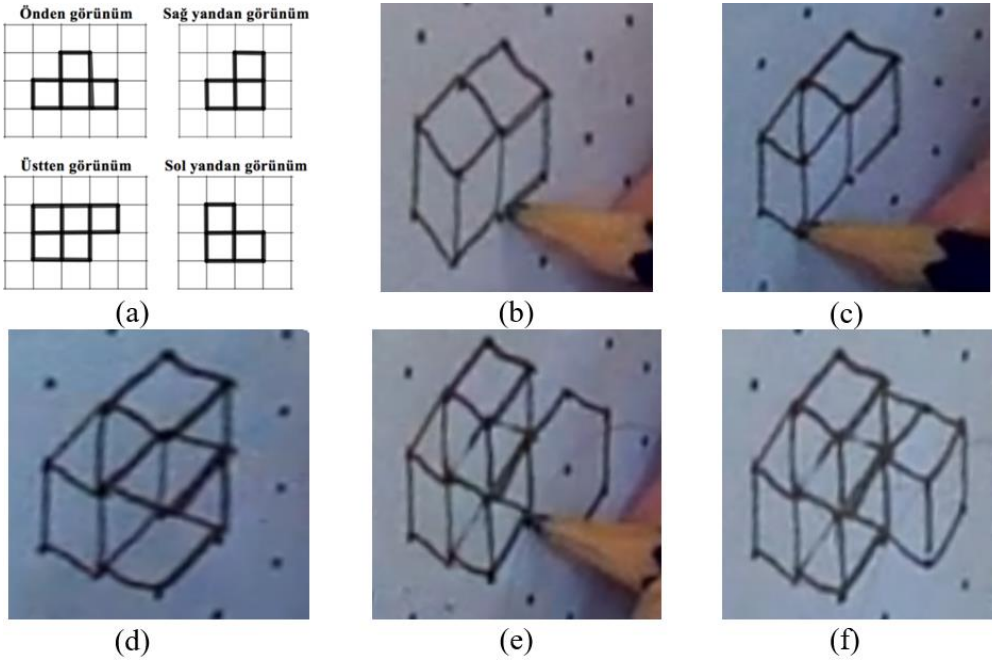 Önden görünüm
Sağ yandan görünüm
Üstten görünüm
Sol yandan görünüm
(a)
(b)
(c)
(d)
(e)
(f)